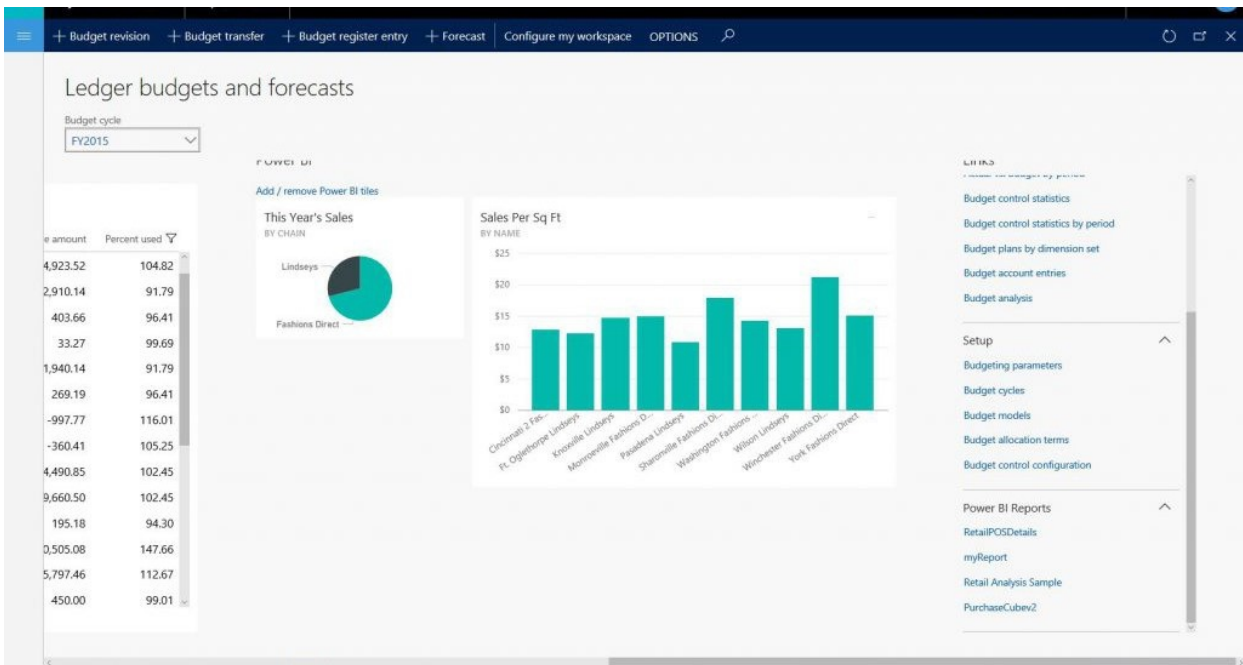 + Budget revision + Budget transfer + Budget register entry + Forecast Configure my workspace OPTIONS
Ledger budgets and forecasts
Budget cycle
FY2015
e amount Percent used
4,923.52 104.82
2,910.14 91.79
403.66 96.41
33.27 99.69
1,940.14 91.79
269.19 96.41
-997.77 116.01
-360.41 105.25
4,490.85 102.45
9,660.50 102.45
195.18 94.30
0,505.08 147.66
5,797.46 112.67
450.00 99.01
Power BI
Add / remove Power BI tiles
This Year's Sales
BY CHAIN
Lindseys
Fashions Direct
Sales Per Sq Ft
BY NAME
$25
$20
$15
$10
$5
$0
Cincinnati 2 Fas...
Ft. Oglethorpe Lindseys
Knoxville Lindseys
Monroeville Fashions D...
Pasadena Lindseys
Sharonville Fashions Di...
Washington Fashions ...
Wilson Lindseys
Winchester Fashions Di...
York Fashions Direct
Links
Budget control statistics
Budget control statistics by period
Budget plans by dimension set
Budget account entries
Budget analysis
Setup
Budgeting parameters
Budget cycles
Budget models
Budget allocation terms
Budget control configuration
Power BI Reports
RetailPOSDetails
myReport
Retail Analysis Sample
PurchaseCubev2